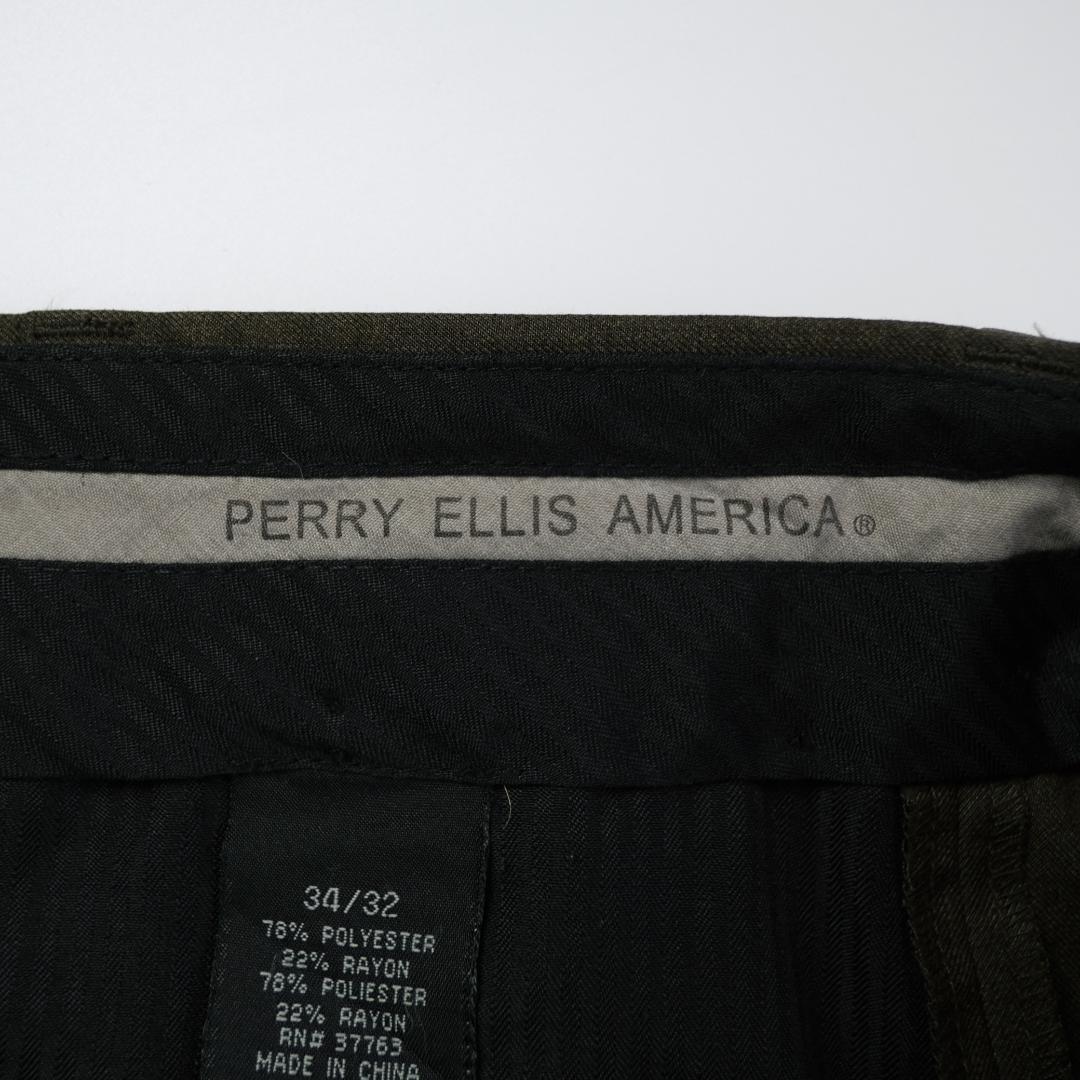 PERRY ELLIS AMERICA®
34/32
78% POLYESTER
22% RAYON
78% POLIESTER
22% RAYON
RN# 37763
MADE IN CHINA